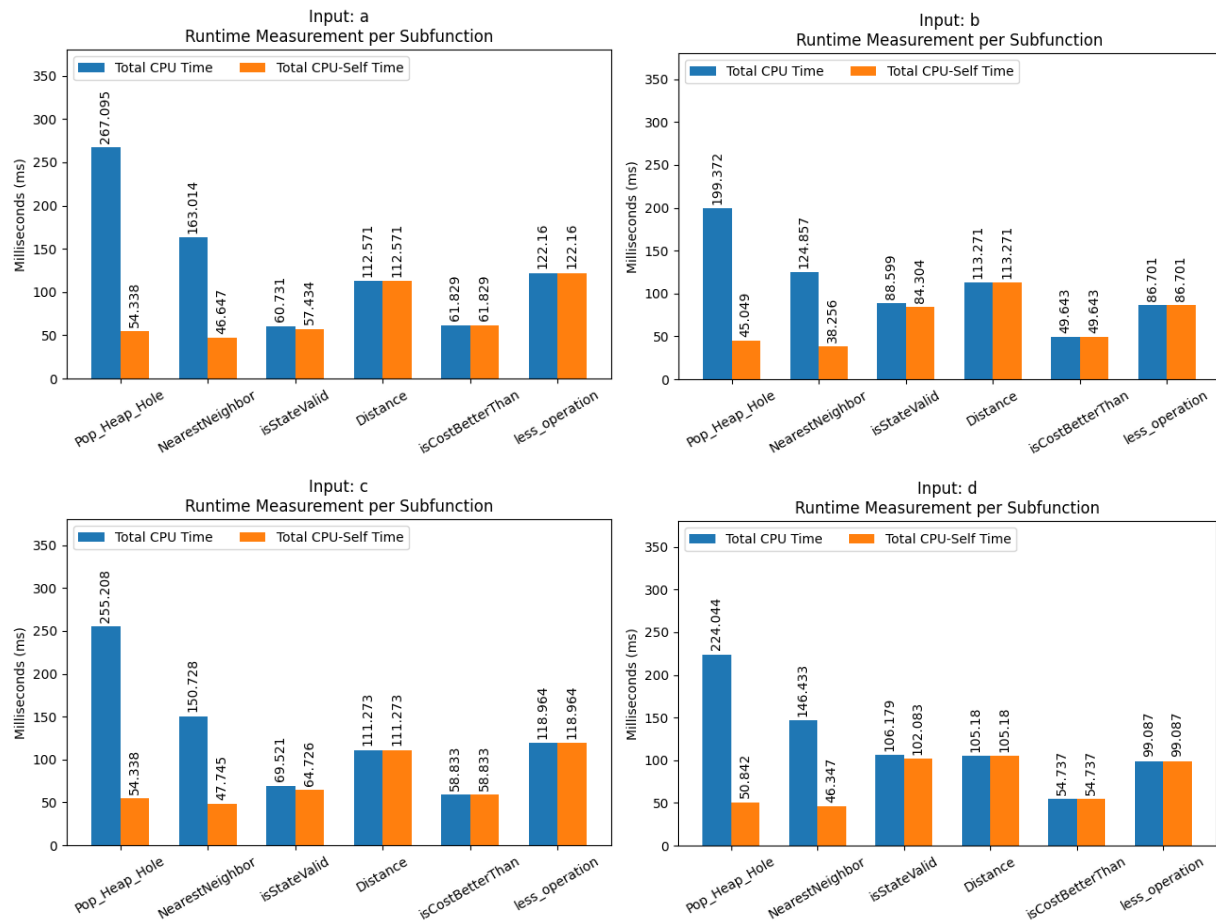 Input: a
Runtime Measurement per Subfunction
Total CPU Time
Total CPU-Self Time
Milliseconds (ms)
350
300
250
200
150
100
50
0
267.095
54.338
163.014
46.647
60.731
57.434
112.571
112.571
61.829
61.829
122.16
122.16
Pop_Heap_Hole
NearestNeighbor
isStateValid
Distance
isCostBetterThan
less_operation
Input: b
Runtime Measurement per Subfunction
Total CPU Time
Total CPU-Self Time
Milliseconds (ms)
350
300
250
200
150
100
50
0
199.372
45.049
124.857
38.256
88.599
84.304
113.271
113.271
49.643
49.643
86.701
86.701
Pop_Heap_Hole
NearestNeighbor
isStateValid
Distance
isCostBetterThan
less_operation
Input: c
Runtime Measurement per Subfunction
Total CPU Time
Total CPU-Self Time
Milliseconds (ms)
350
300
250
200
150
100
50
0
255.208
54.338
150.728
47.745
69.521
64.726
111.273
111.273
58.833
58.833
118.964
118.964
Pop_Heap_Hole
NearestNeighbor
isStateValid
Distance
isCostBetterThan
less_operation
Input: d
Runtime Measurement per Subfunction
Total CPU Time
Total CPU-Self Time
Milliseconds (ms)
350
300
250
200
150
100
50
0
224.044
50.842
146.433
46.347
106.179
102.083
105.18
105.18
54.737
54.737
99.087
99.087
Pop_Heap_Hole
NearestNeighbor
isStateValid
Distance
isCostBetterThan
less_operation